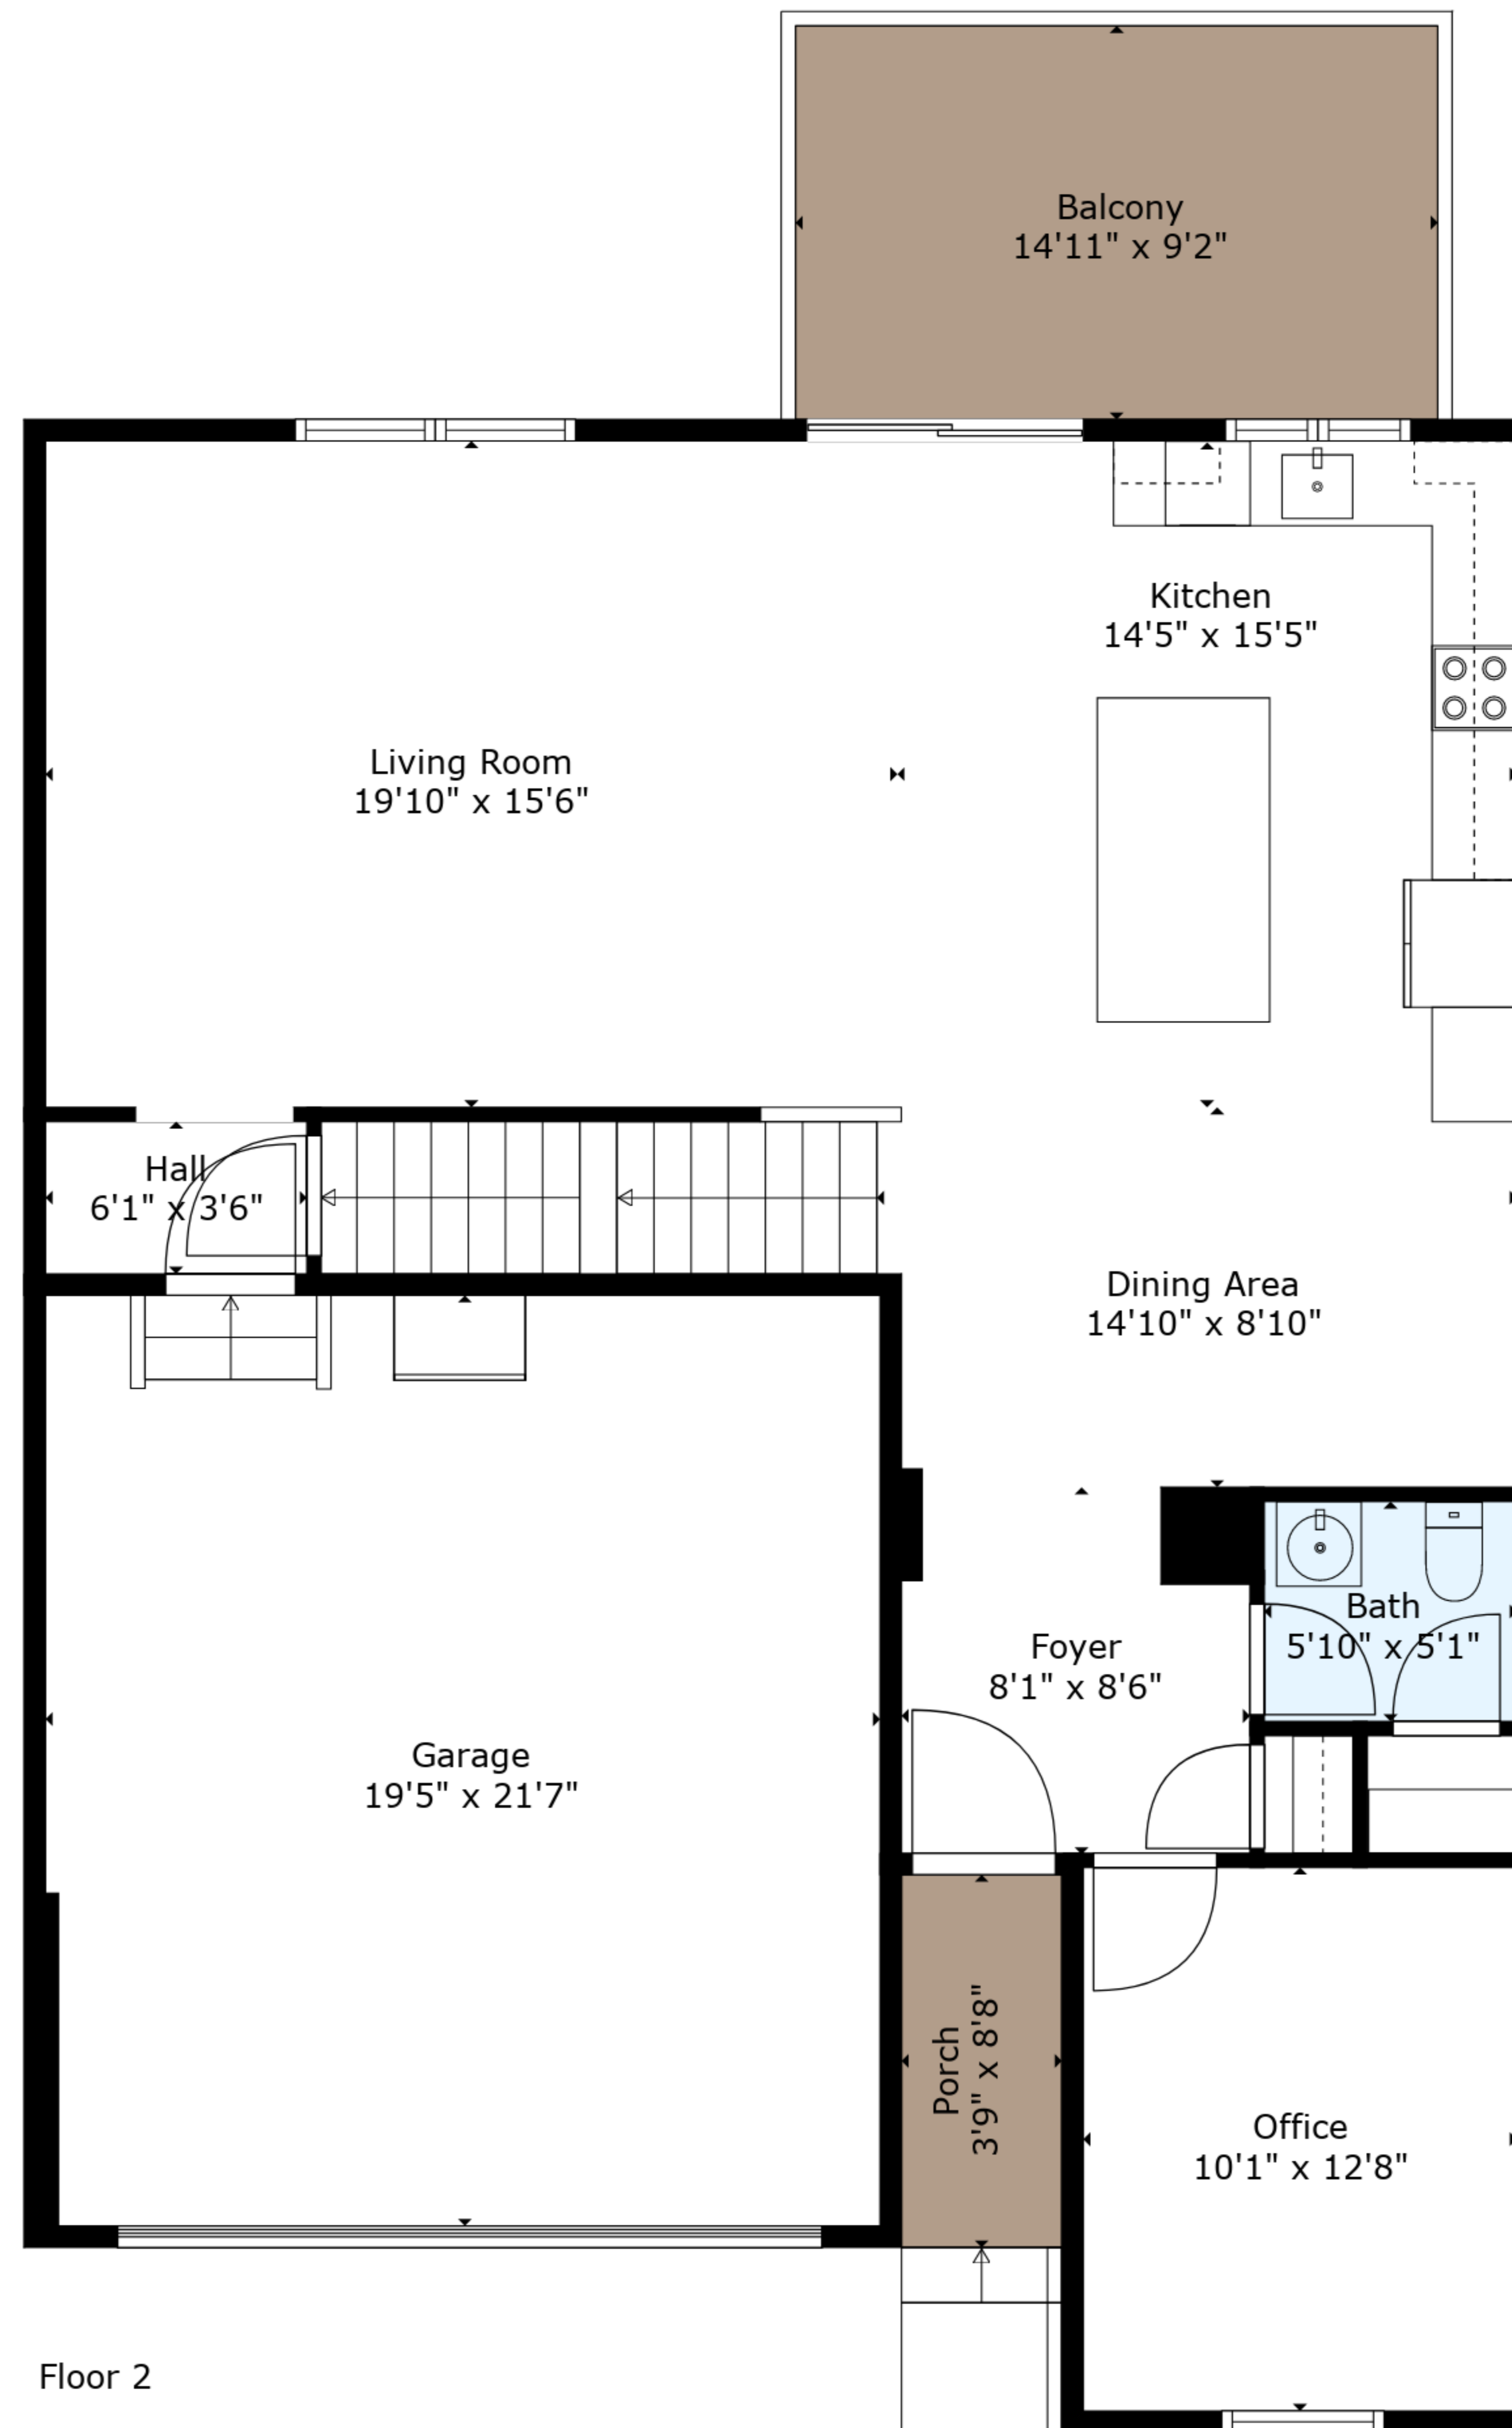 Balcony
14'11" x 9'2"
Kitchen
14'5" x 15'5"
Living Room
19'10" x 15'6"
Hall
6'1" x 3'6"
Dining Area
14'10" x 8'10"
Bath
5'10" x 5'1"
Foyer
8'1" x 8'6"
Garage
19'5" x 21'7"
Porch
3'9" x 8'8"
Office
10'1" x 12'8"
Floor 2